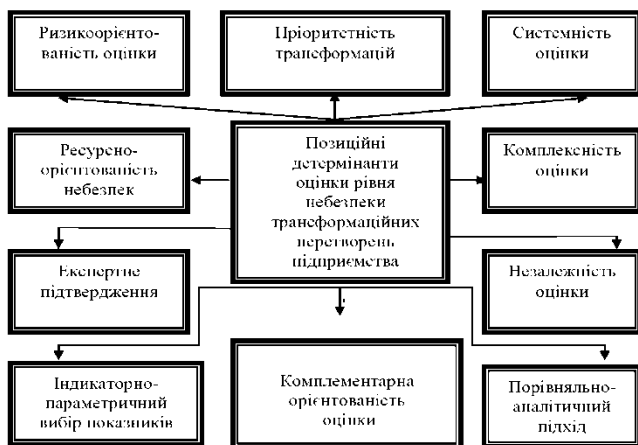 Ризикоорієнто-
ваність оцінки
Пріоритетність
трансформацій
Системність
оцінки
Ресурсно-
орієнтованість
небезпек
Позиційні
детермінанти
оцінки рівня
небезпеки
трансформаційних
перетворень
підприємства
Комплексність
оцінки
Експертне
підтвердження
Незалежність
оцінки
Індикаторно-
параметричний
вибір показників
Комплементарна
орієнтованість
оцінки
Порівняльно-
аналітичний
підхід